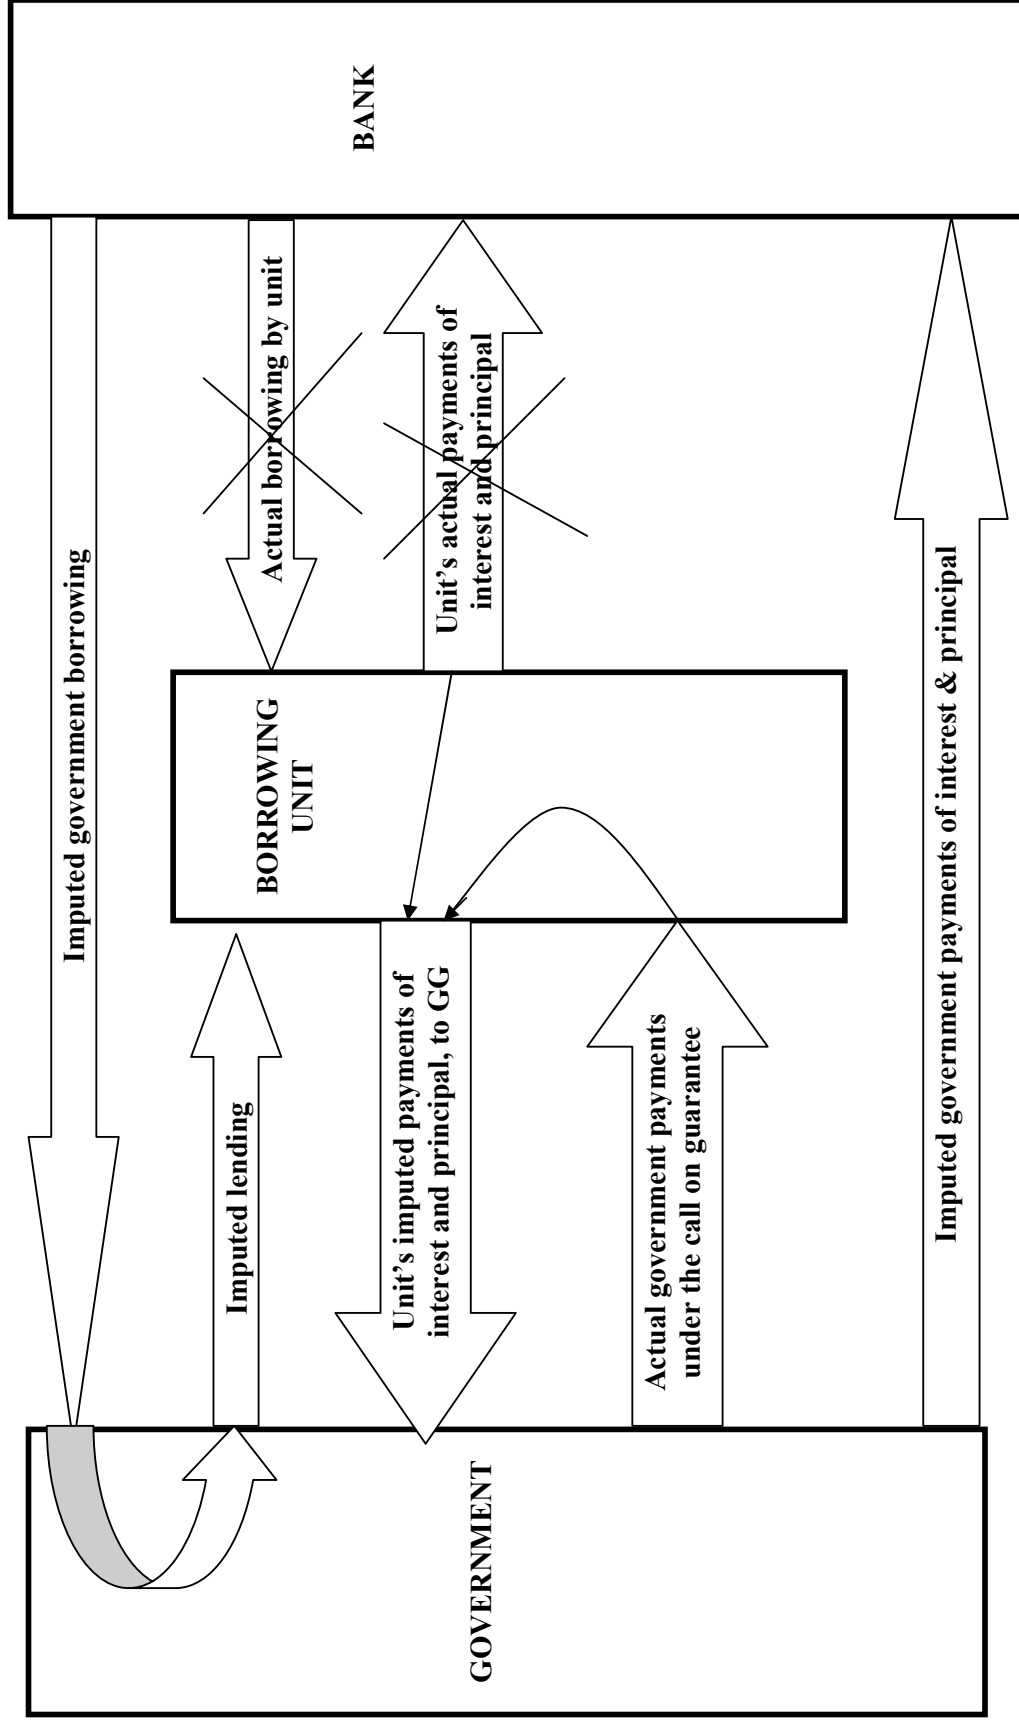 Imputed government borrowing
BANK
Actual borrowing by unit
BORROWING
UNIT
Imputed lending
Unit’s actual payments of
interest and principal
Unit’s imputed payments of
interest and principal, to GG
GOVERNMENT
Actual government payments
under the call on guarantee
Imputed government payments of interest & principal